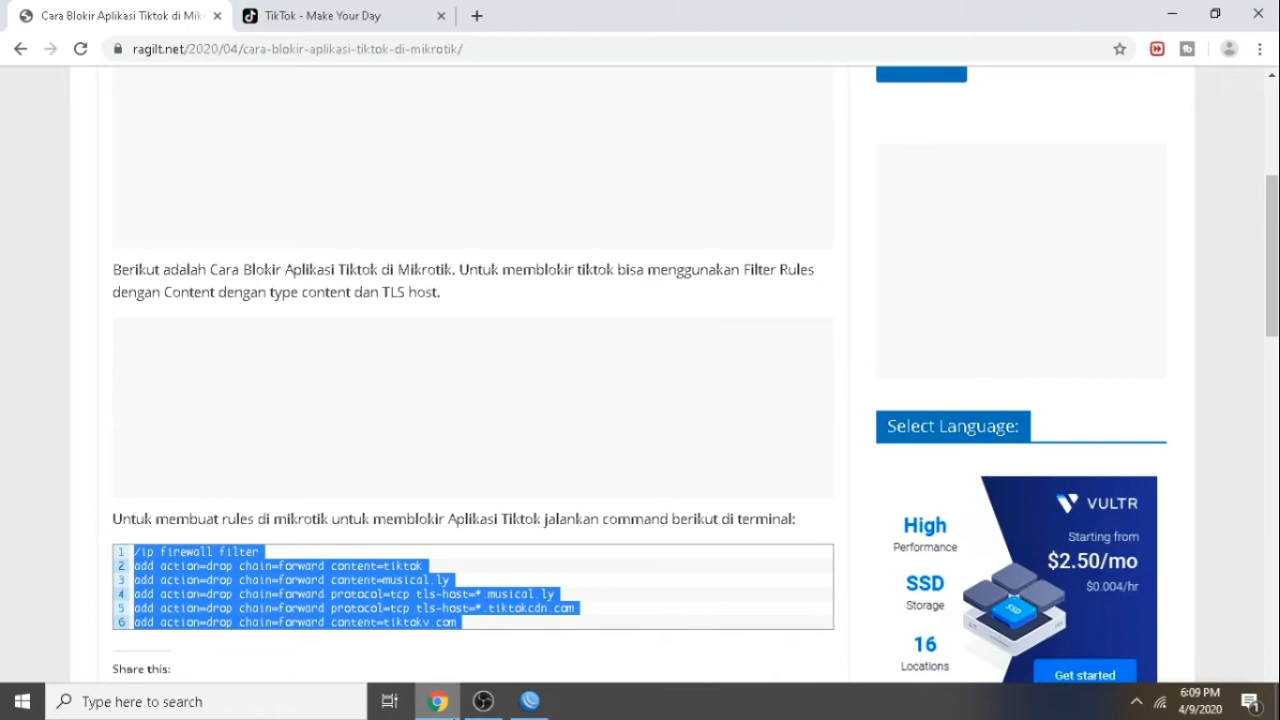 Cara Blokir Aplikasi Tiktok di Mik
TikTok - Make Your Day
ragilt.net/2020/04/cara-blokir-aplikasi-tiktok-di-mikrotik/
Berikut adalah Cara Blokir Aplikasi Tiktok di Mikrotik. Untuk memblokir tiktok bisa menggunakan Filter Rules
dengan Content dengan type content dan TLS host.
Untuk membuat rules di mikrotik untuk memblokir Aplikasi Tiktok jalankan command berikut di terminal:
1 /ip firewall filter
2 add action=drop chain=forward content=tiktok
3 add action=drop chain=forward content=musical.ly
4 add action=drop chain=forward protocol=tcp tls-host=*.musical.ly
5 add action=drop chain=forward protocol=tcp tls-host=*.tiktokcdn.com
6 add action=drop chain=forward content=tiktokv.com
Share this:
Select Language:
VULTR
High
Performance
SSD
Storage
16
Locations
Starting from
$2.50/mo
$0.004/hr
SSD
Get started
Type here to search
6:09 PM
4/9/2020
1